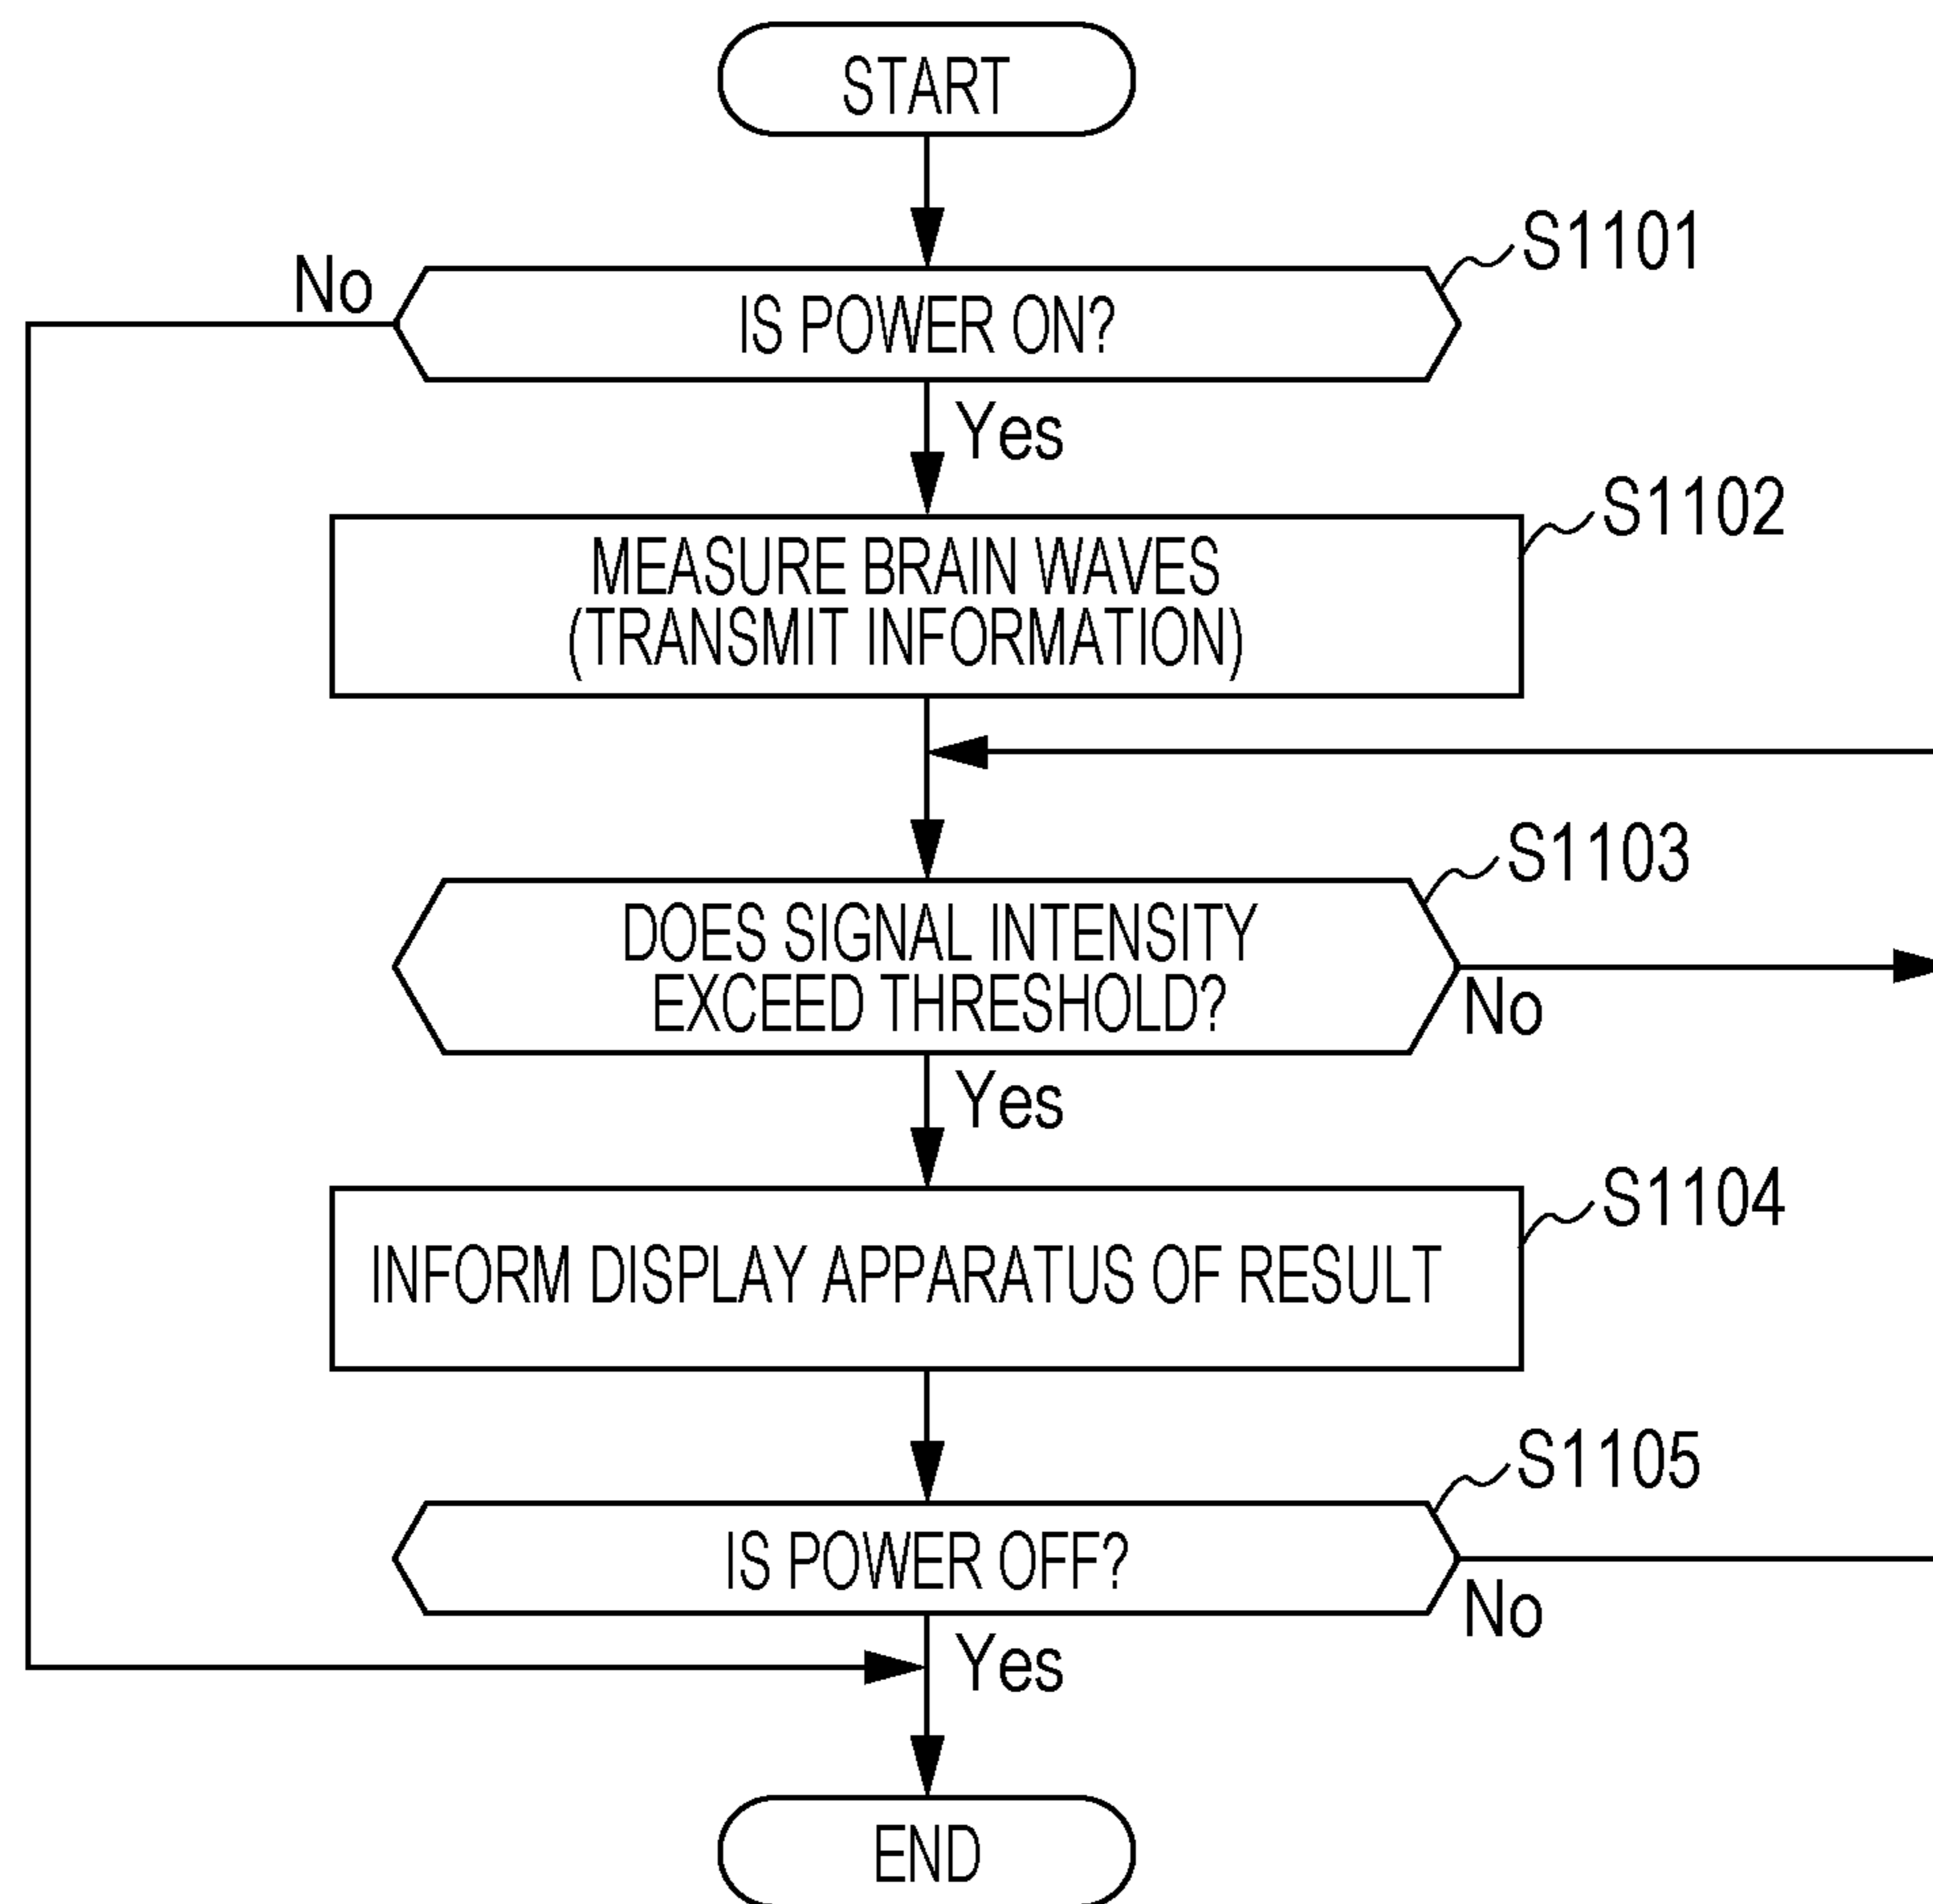 START
S1101
No
IS POWER ON?
Yes
S1102
MEASURE BRAIN WAVES
(TRANSMIT INFORMATION)
S1103
DOES SIGNAL INTENSITY
EXCEED THRESHOLD?
No
Yes
S1104
INFORM DISPLAY APPARATUS OF RESULT
S1105
IS POWER OFF?
No
Yes
END